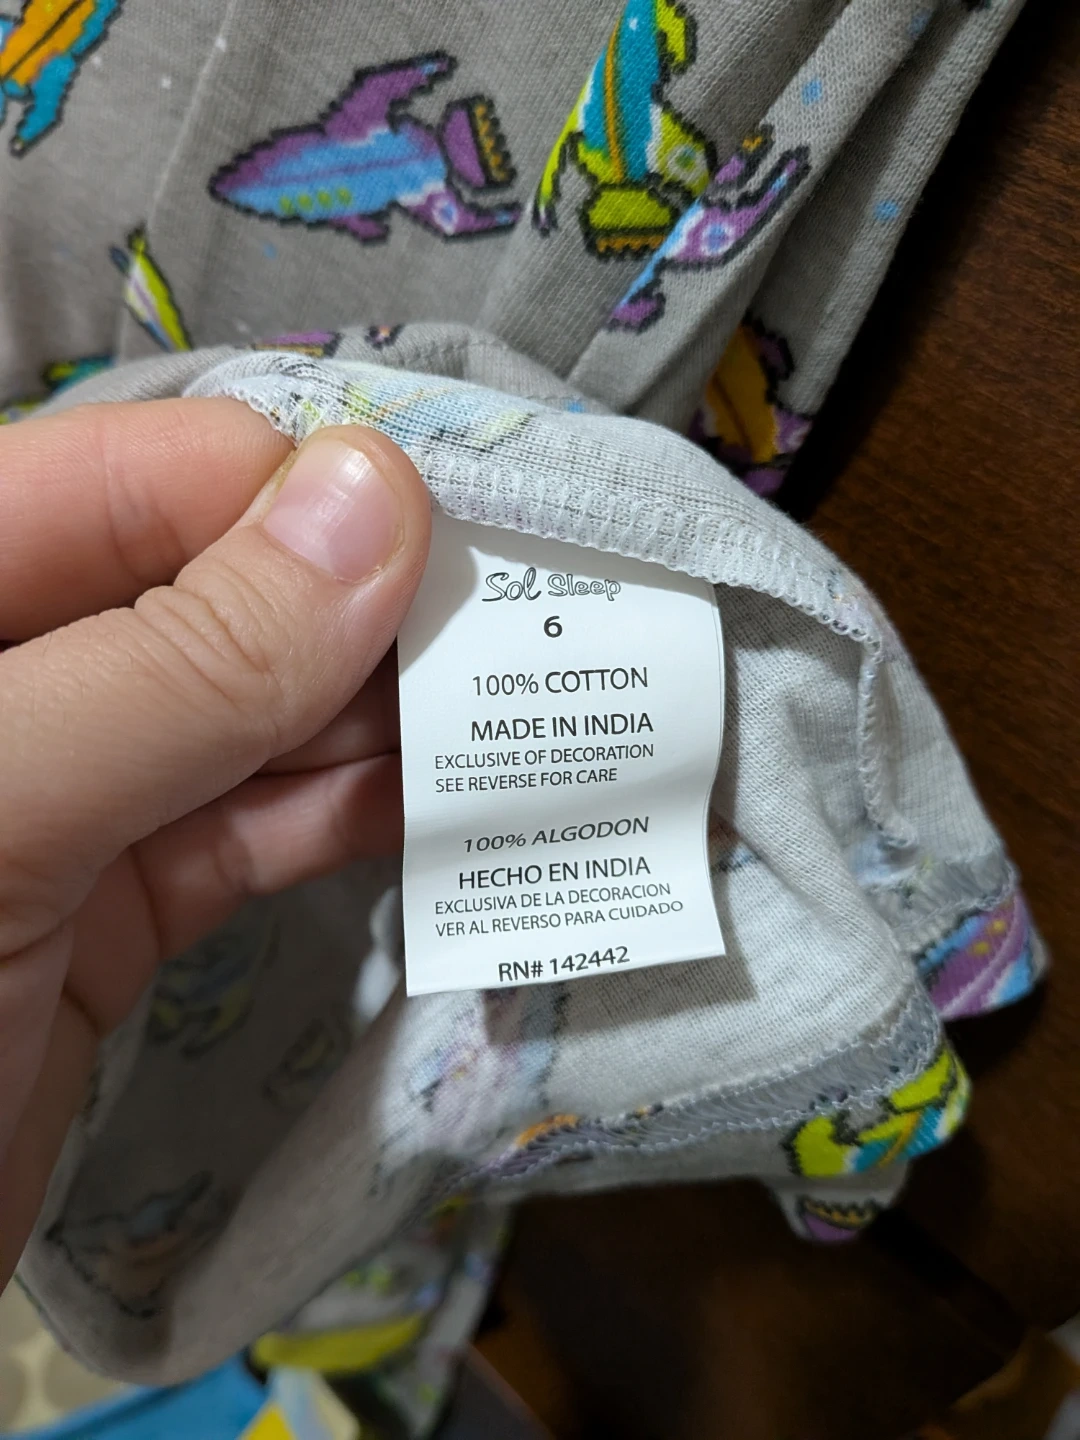 Sol Sleep
6
100% COTTON
MADE IN INDIA
EXCLUSIVE OF DECORATION
SEE REVERSE FOR CARE
100% ALGODON
HECHO EN INDIA
EXCLUSIVA DE LA DECORACION
VER AL REVERSO PARA CUIDADO
RN# 142442